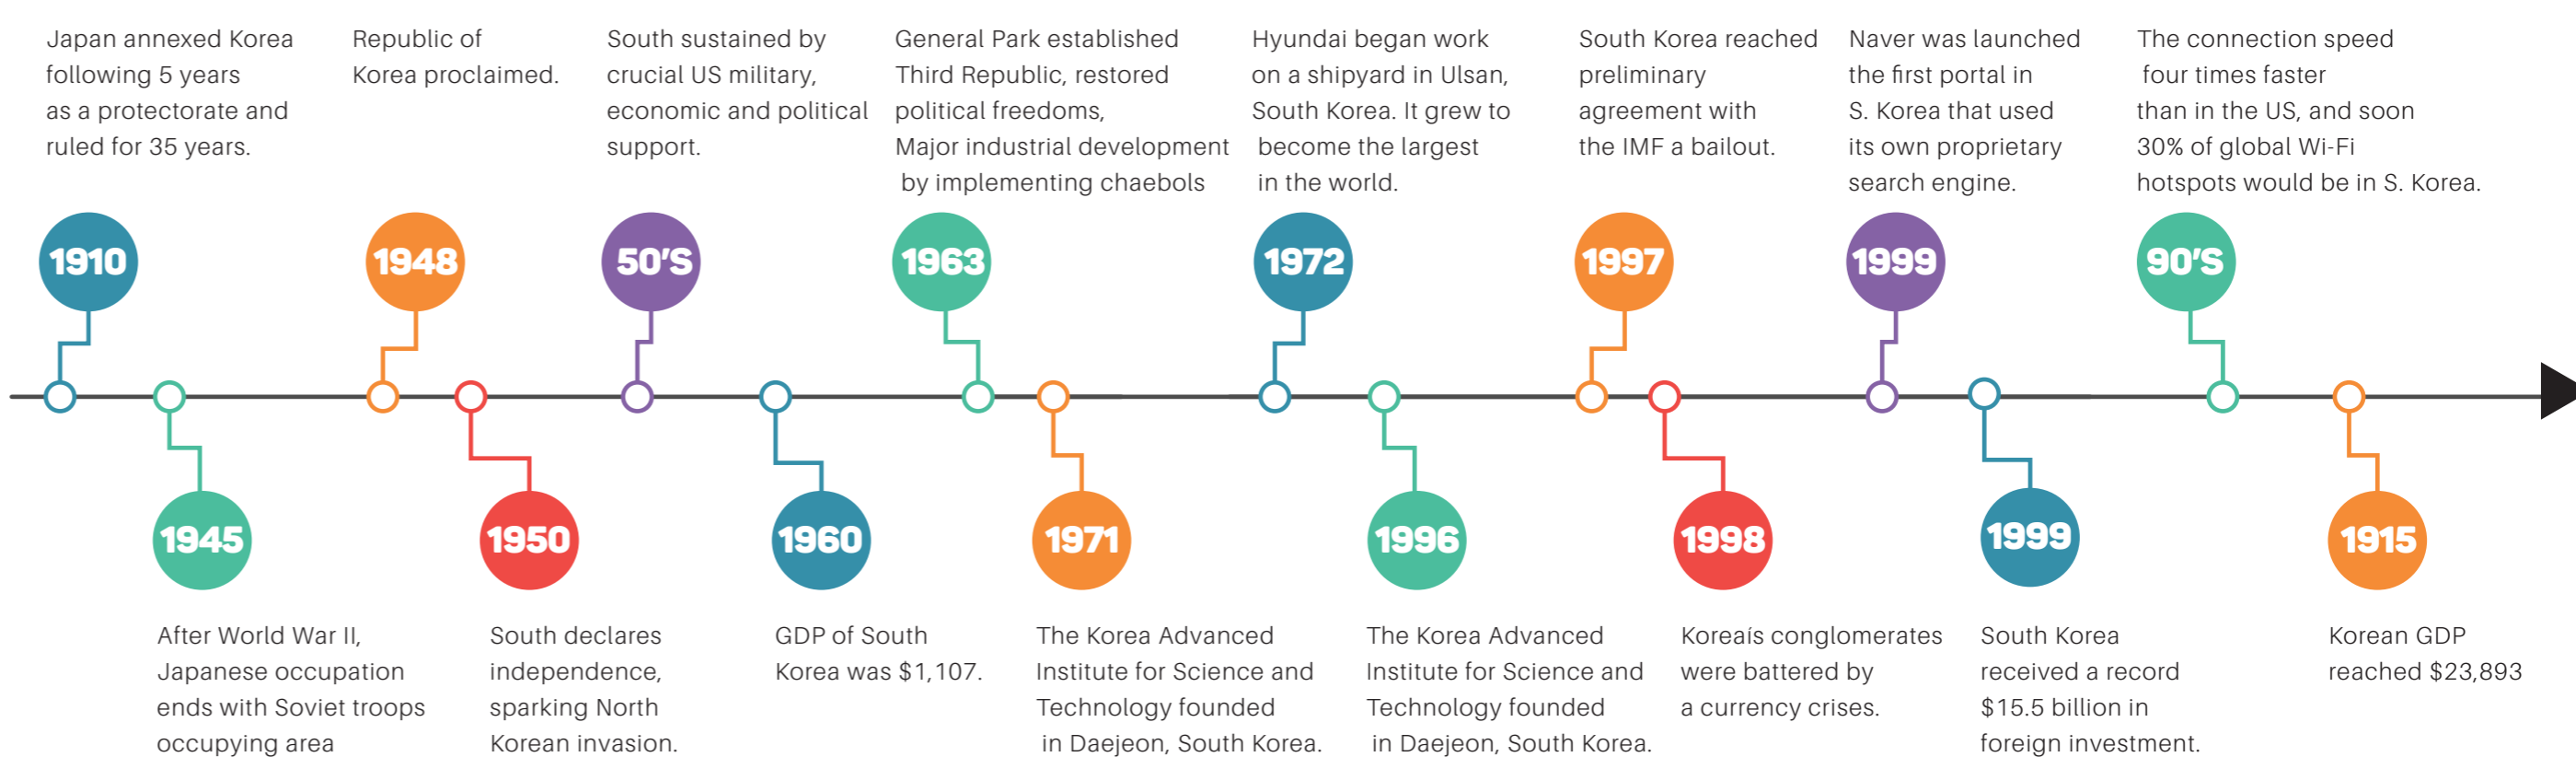 Japan annexed Korea
following 5 years
as a protectorate and
ruled for 35 years.
1910
After World War II,
Japanese occupation
ends with Soviet troops
occupying area
1945
Republic of
Korea proclaimed.
1948
South declares
independence,
sparking North
Korean invasion.
1950
South sustained by
crucial US military,
economic and political
support.
50'S
GDP of South
Korea was $1,107.
1960
General Park established
Third Republic, restored
political freedoms,
Major industrial development
by implementing chaebols
1963
The Korea Advanced
Institute for Science and
Technology founded
in Daejeon, South Korea.
1971
Hyundai began work
on a shipyard in Ulsan,
South Korea. It grew to
become the largest
in the world.
1972
The Korea Advanced
Institute for Science and
Technology founded
in Daejeon, South Korea.
1996
South Korea reached
preliminary
agreement with
the IMF a bailout.
1997
Koreaís conglomerates
were battered by
a currency crises.
1998
Naver was launched
the first portal in
S. Korea that used
its own proprietary
search engine.
1999
South Korea
received a record
$15.5 billion in
foreign investment.
1999
The connection speed
four times faster
than in the US, and soon
30% of global Wi-Fi
hotspots would be in S. Korea.
90'S
Korean GDP
reached $23,893
1915